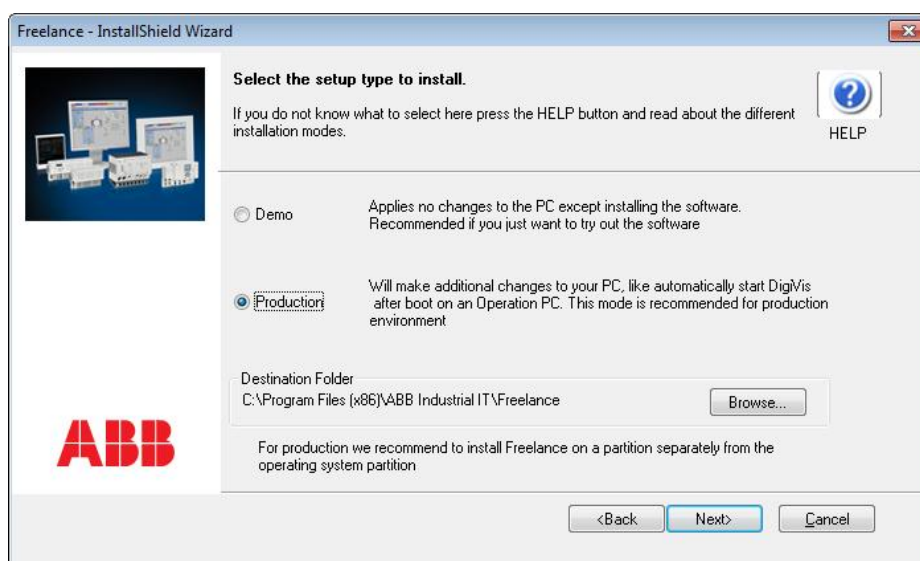 Freelance - InstallShield Wizard
Select the setup type to install.
If you do not know what to select here press the HELP button and read about the different
installation modes.
HELP
Demo
Applies no changes to the PC except installing the software.
Recommended if you just want to try out the software
Production
Will make additional changes to your PC, like automatically start DigiVis
after boot on an Operation PC. This mode is recommended for production
environment
Destination Folder
C:\Program Files (x86)\ABB Industrial IT\Freelance
Browse...
ABB
For production we recommend to install Freelance on a partition separately from the
operating system partition
<Back
Next>
Cancel